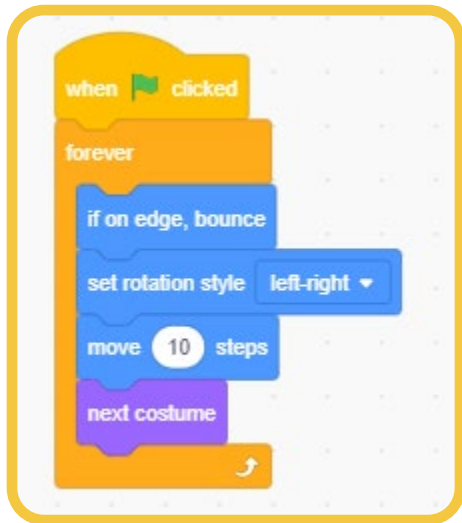 when clicked
forever
if on edge, bounce
set rotation style left-right
move 10 steps
next costume